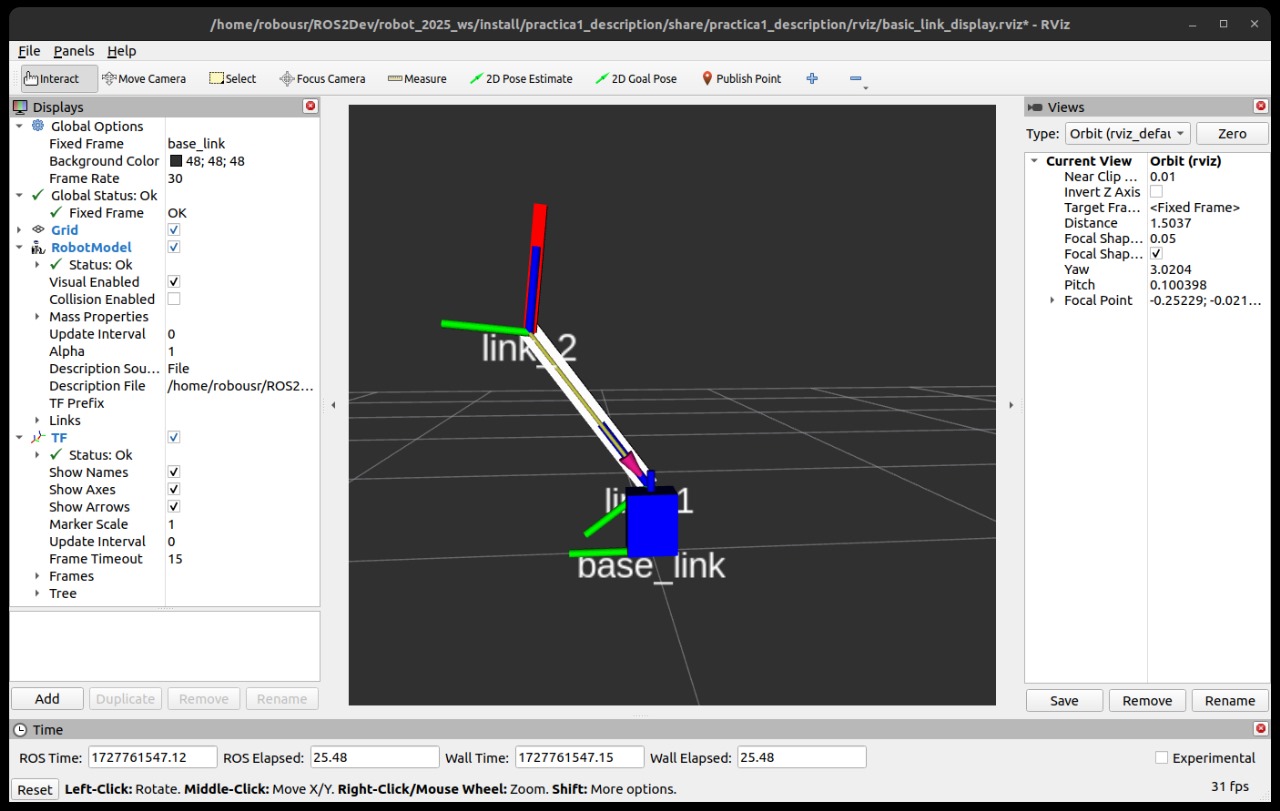 /home/robousr/ROS2Dev/robot_2025_ws/install/practica1_description/share/practica1_description/rviz/basic_link_display.rviz* - RViz
File Panels Help
Interact Move Camera Select Focus Camera Measure 2D Pose Estimate 2D Goal Pose Publish Point
Displays
Global Options
Fixed Frame base_link
Background Color 48; 48; 48
Frame Rate 30
Global Status: Ok
Fixed Frame OK
Grid
RobotModel
Status: Ok
Visual Enabled
Collision Enabled
Mass Properties
Update Interval 0
Alpha 1
Description Sou... File
Description File /home/robousr/ROS2...
TF Prefix
Links
TF
Status: Ok
Show Names
Show Axes
Show Arrows
Marker Scale 1
Update Interval 0
Frame Timeout 15
Frames
Tree
Add Duplicate Remove Rename
link_2
base_link
Views
Type: Orbit (rviz_defau Zero
Current View Orbit (rviz)
Near Clip ... 0.01
Invert Z Axis
Target Fra... <Fixed Frame>
Distance 1.5037
Focal Shap... 0.05
Focal Shap...
Yaw 3.0204
Pitch 0.100398
Focal Point -0.25229; -0.021...
Save Remove Rename
Time
ROS Time: 1727761547.12 ROS Elapsed: 25.48 Wall Time: 1727761547.15 Wall Elapsed: 25.48 Experimental
Reset Left-Click: Rotate. Middle-Click: Move X/Y. Right-Click/Mouse Wheel: Zoom. Shift: More options. 31 fps